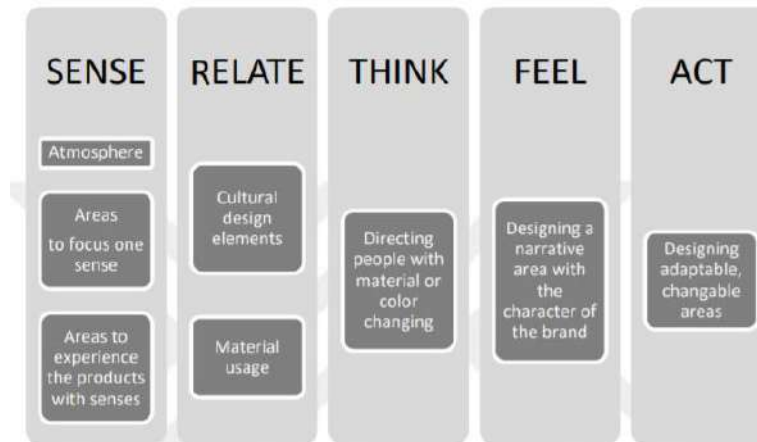 SENSE
Atmosphere
Areas
to focus one
sense
Areas to
experience
the products
with senses
RELATE
Cultural
design
elements
Material
usage
THINK
Directing
people with
material or
color
changing
FEEL
Designing a
narrative
area with
the
character of
the brand
ACT
Designing
adaptable,
changable
areas